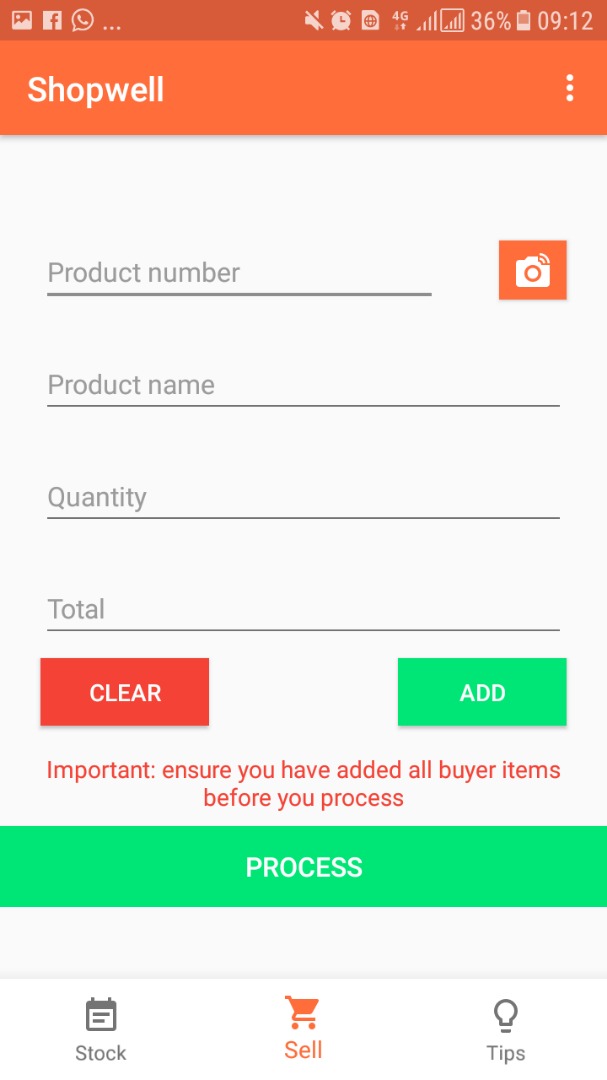 ... 4G 36% 09:12
Shopwell
Product number
Product name
Quantity
Total
CLEAR ADD
Important: ensure you have added all buyer items
before you process
PROCESS
Stock Sell Tips